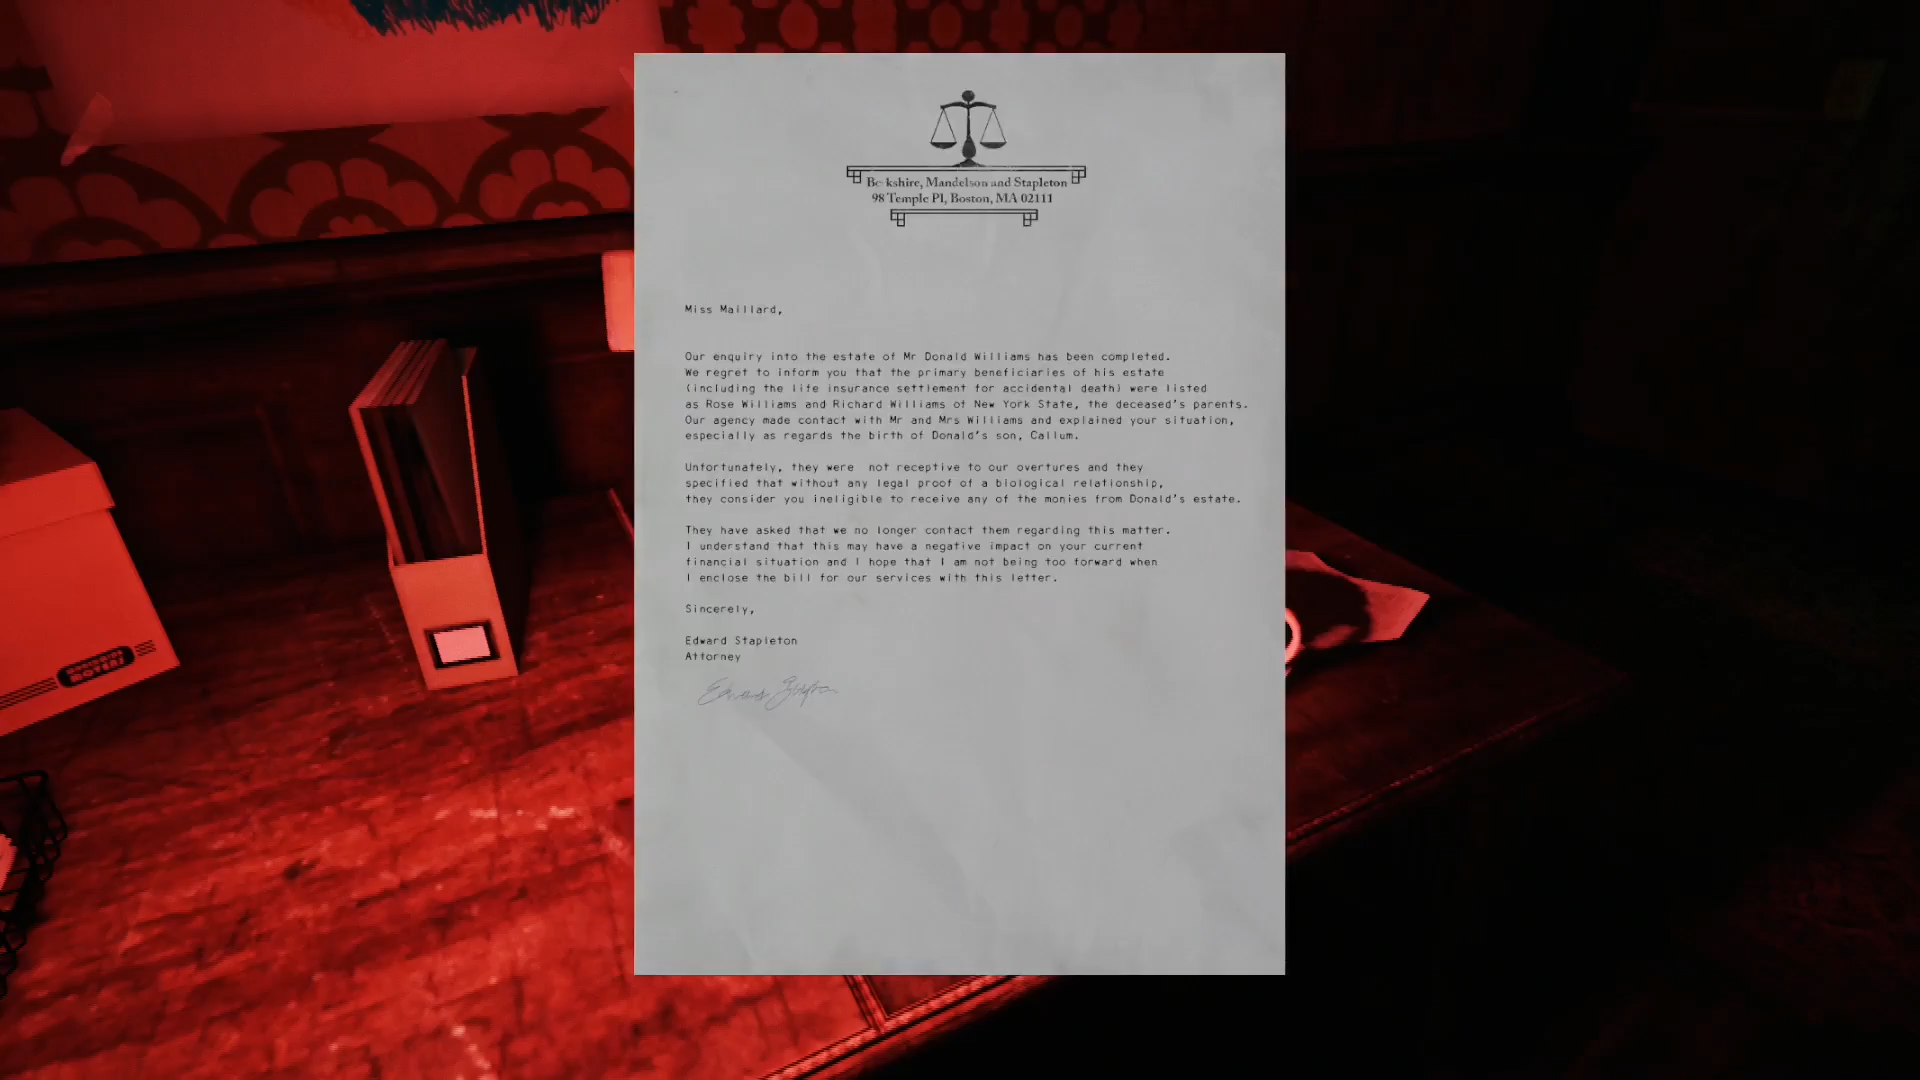 Berkshire, Mandelson and Stapleton
98 Temple Pl, Boston, MA 02111
Miss Maillard,
Our enquiry into the estate of Mr Donald Williams has been completed.
We regret to inform you that the primary beneficiaries of his estate
(including the life insurance settlement for accidental death) were listed
as Rose Williams and Richard Williams of New York State, the deceased's parents.
Our agency made contact with Mr and Mrs Williams and explained your situation,
especially as regards the birth of Donald's son, Callum.
Unfortunately, they were  not receptive to our overtures and they
specified that without any legal proof of a biological relationship,
they consider you ineligible to receive any of the monies from Donald's estate.
They have asked that we no longer contact them regarding this matter.
I understand that this may have a negative impact on your current
financial situation and I hope that I am not being too forward when
I enclose the bill for our services with this letter.
Sincerely,
Edward Stapleton
Attorney